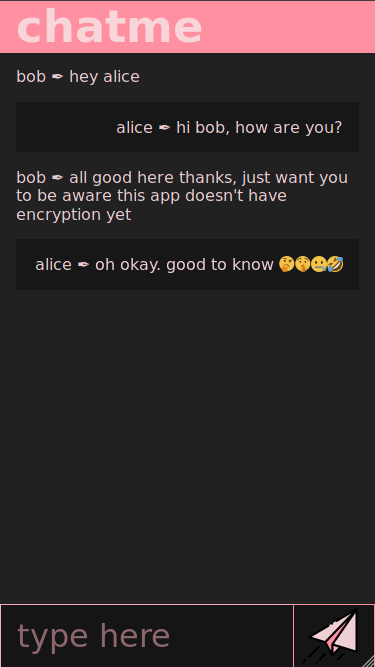 chatme
bob ✒ hey alice
alice ✒ hi bob, how are you?
bob ✒ all good here thanks, just want you
to be aware this app doesn't have
encryption yet
alice ✒ oh okay. good to know 🤔🤫🤐🤣
type here